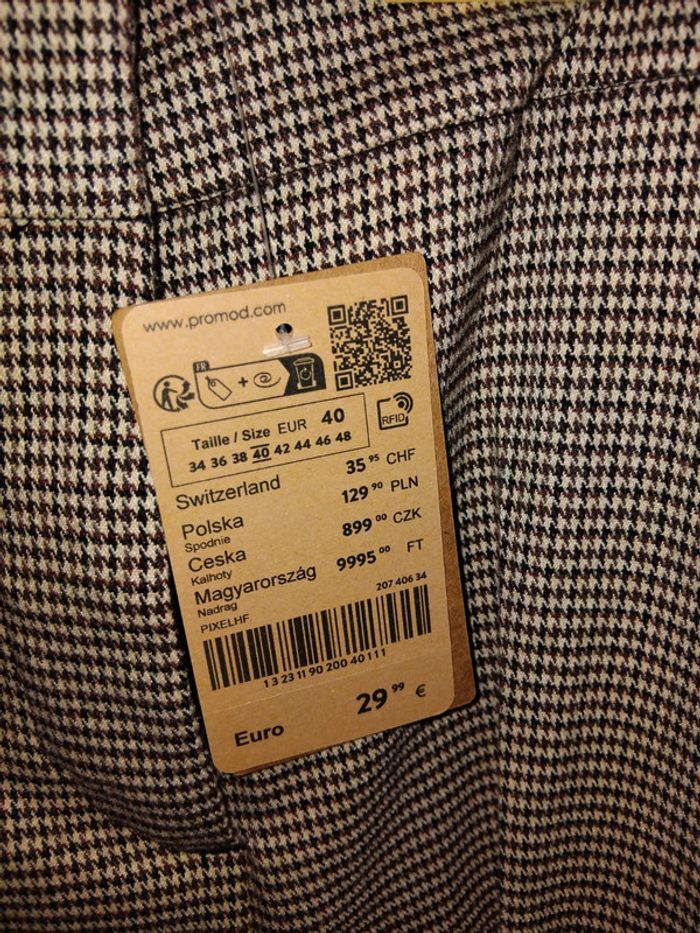 www.promod.com
FR
+
Taille / Size EUR 40
34 36 38 40 42 44 46 48
RFID
Switzerland 35 95 CHF
Polska 129 90 PLN
Spodnie
Ceska 899 00 CZK
Kalhoty
Magyarország 9995 00 FT
Nadrag
PIXELHF 207 406 34
13 23 11 90 200 40 111
Euro 29 99 €